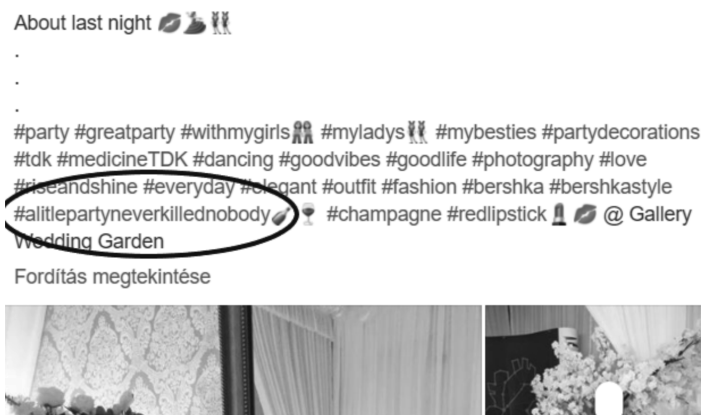 About last night 💋💃👯
.
.
.
#party #greatparty #withmygirls👭 #myladys👯 #mybesties #partydecorations
#tdk #medicineTDK #dancing #goodvibes #goodlife #photography #love
#riseandshine #everyday #elegant #outfit #fashion #bershka #bershkastyle
#alitlepartyneverkillednobody🍾🍷 #champagne #redlipstick💄💋 @ Gallery
Wedding Garden
Fordítás megtekintése